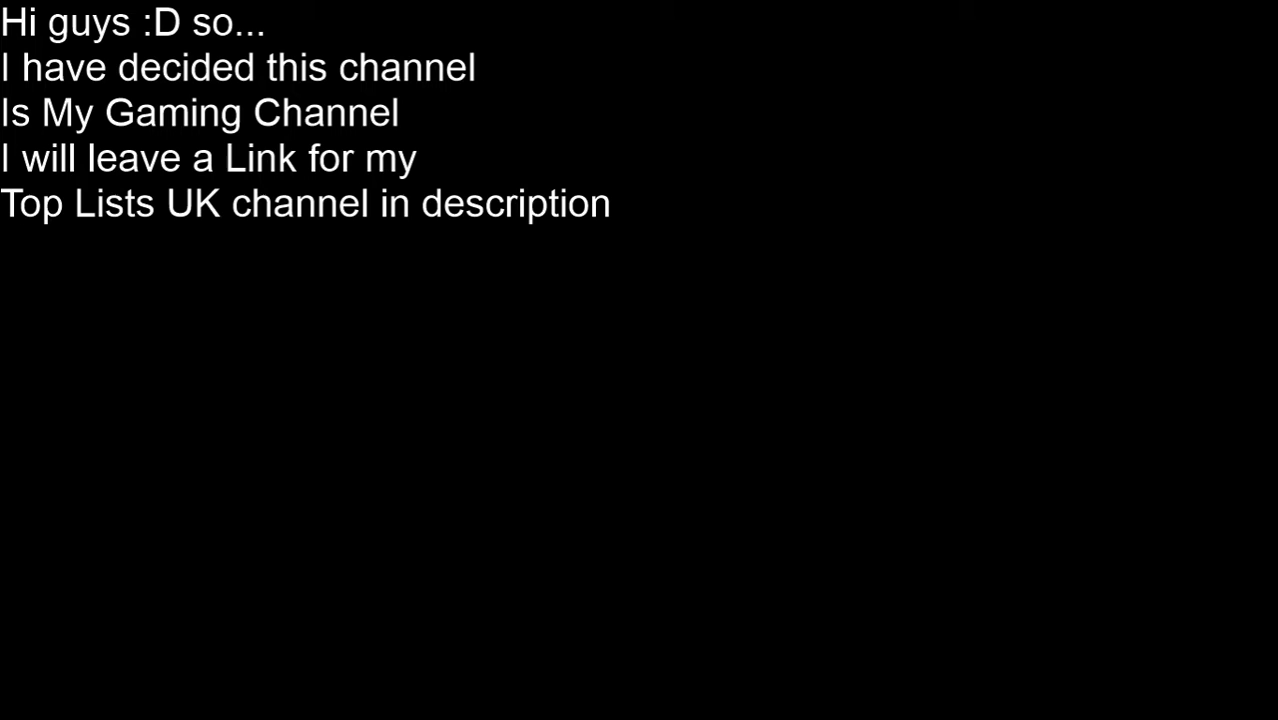 Hi guys :D so...
I have decided this channel
Is My Gaming Channel
I will leave a Link for my
Top Lists UK channel in description